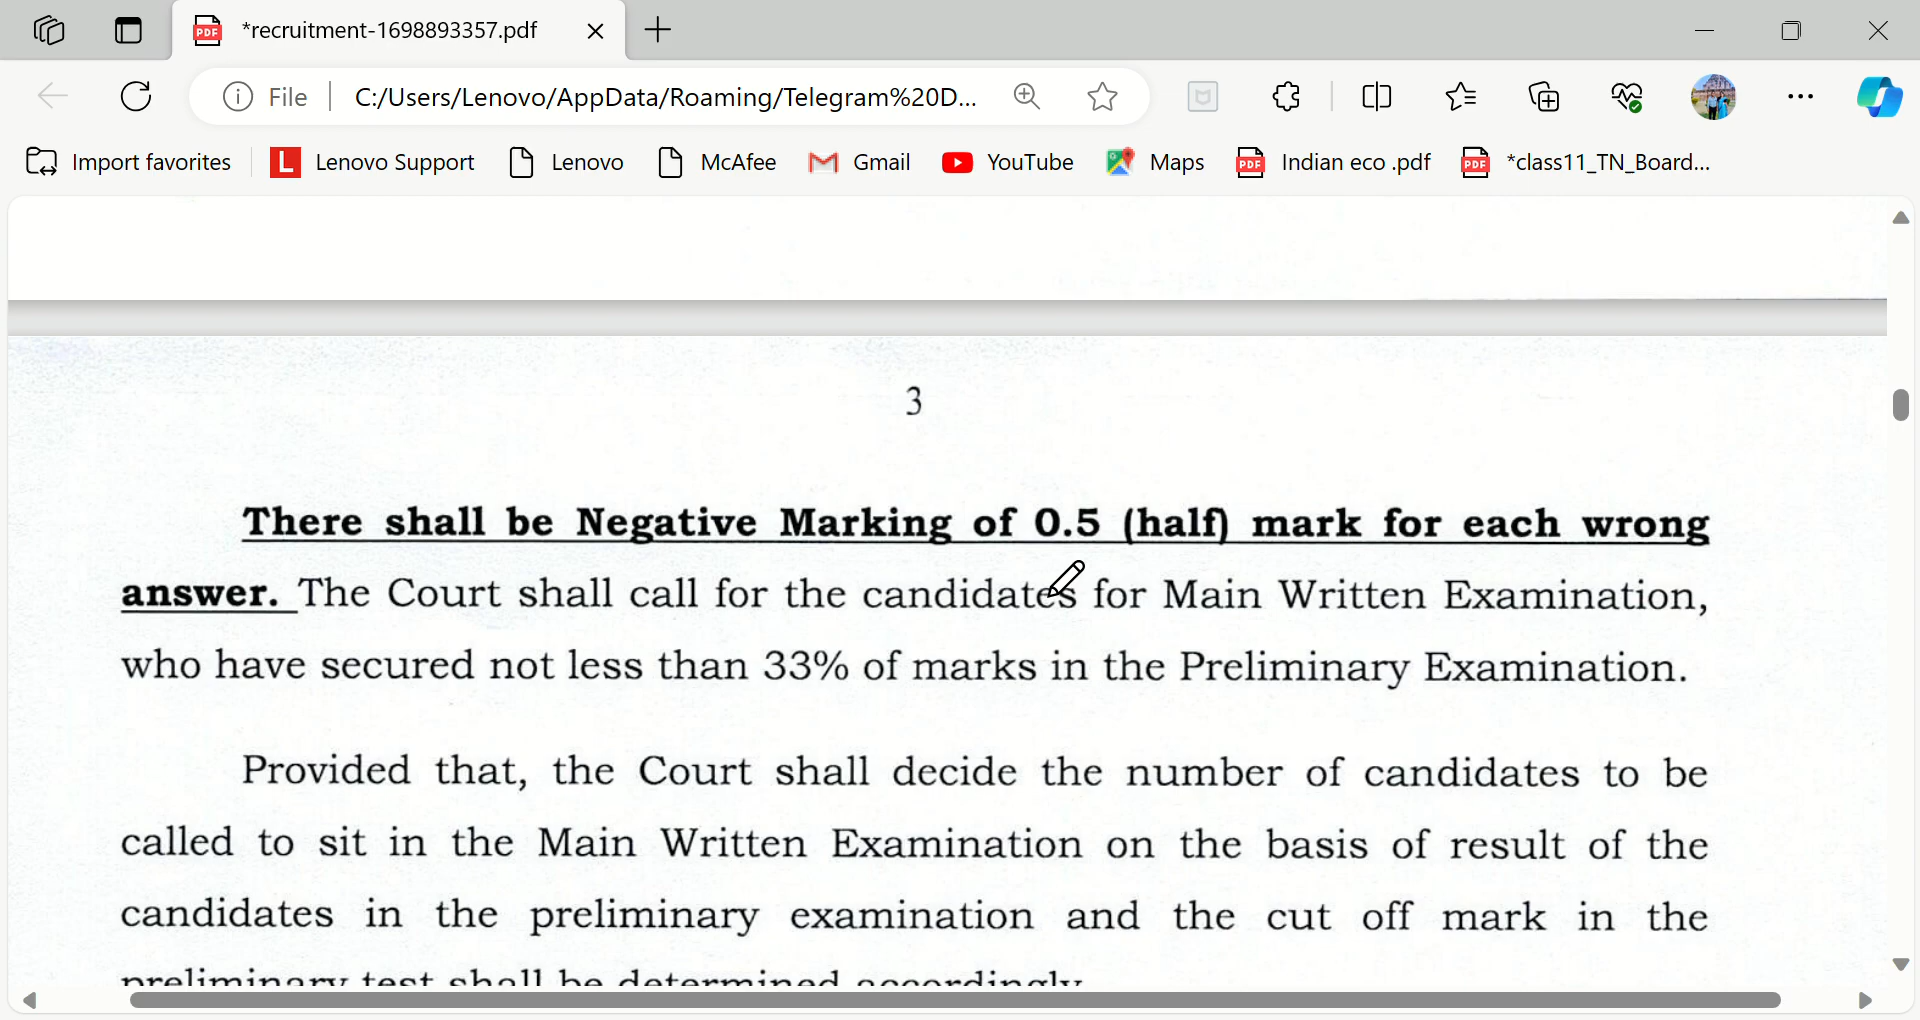 *recruitment-1698893357.pdf
File
C:/Users/Lenovo/AppData/Roaming/Telegram%20D...
Import favorites
Lenovo Support
Lenovo
McAfee
Gmail
YouTube
Maps
Indian eco .pdf
*class11_TN_Board...
3
There shall be Negative Marking of 0.5 (half) mark for each wrong
answer. The Court shall call for the candidates for Main Written Examination,
who have secured not less than 33% of marks in the Preliminary Examination.
Provided that, the Court shall decide the number of candidates to be
called to sit in the Main Written Examination on the basis of result of the
candidates in the preliminary examination and the cut off mark in the
preliminary test shall be determined accordingly.